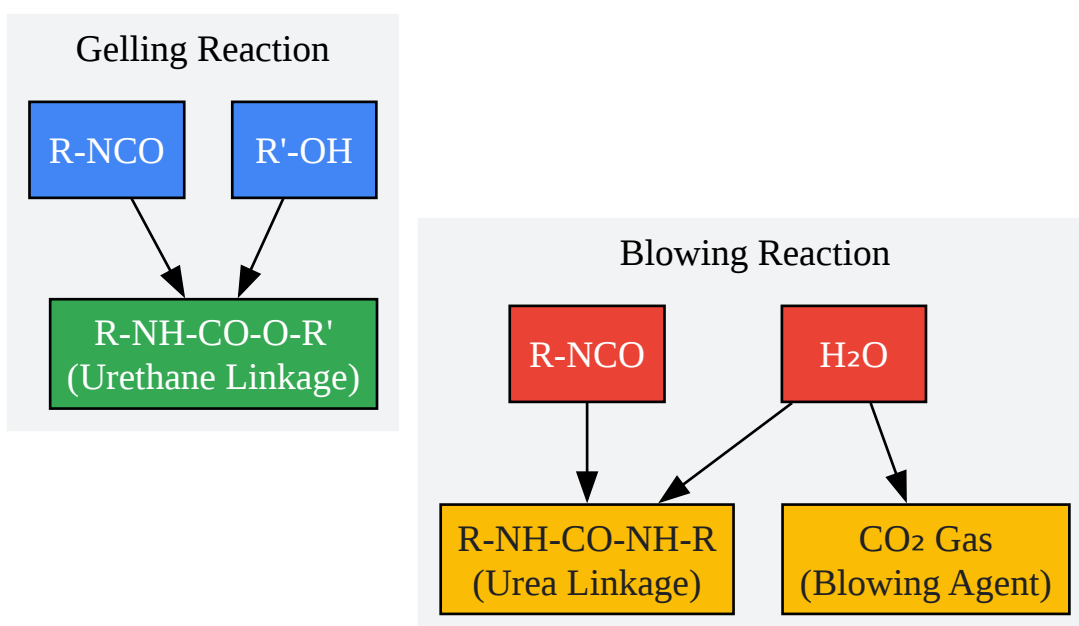 Gelling Reaction
R-NCO
R'-OH
R-NH-CO-O-R'
(Urethane Linkage)
Blowing Reaction
R-NCO
H₂O
R-NH-CO-NH-R
(Urea Linkage)
CO₂ Gas
(Blowing Agent)